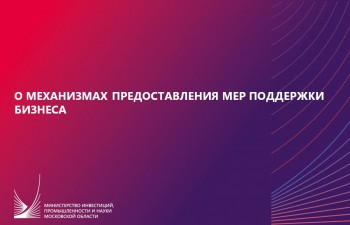 О МЕХАНИЗМАХ ПРЕДОСТАВЛЕНИЯ МЕР ПОДДЕРЖКИ
БИЗНЕСА
МИНИСТЕРСТВО ИНВЕСТИЦИЙ,
ПРОМЫШЛЕННОСТИ И НАУКИ
МОСКОВСКОЙ ОБЛАСТИ